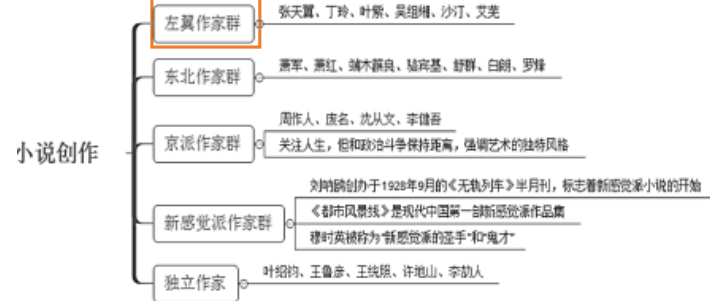 小说创作
左翼作家群
张天翼、丁玲、叶紫、吴组缃、沙汀、艾芜
东北作家群
萧军、萧红、端木蕻良、骆宾基、舒群、白朗、罗烽
京派作家群
周作人、废名、沈从文、李健吾
关注人生，但和政治斗争保持距离，强调艺术的独特风格
新感觉派作家群
刘呐鸥创办于1928年9月的《无轨列车》半月刊，标志着新感觉派小说的开始
《都市风景线》是现代中国第一部新感觉派作品集
穆时英被称为“新感觉派的圣手”和“鬼才”
独立作家
叶绍钧、王鲁彦、王统照、许地山、李劼人